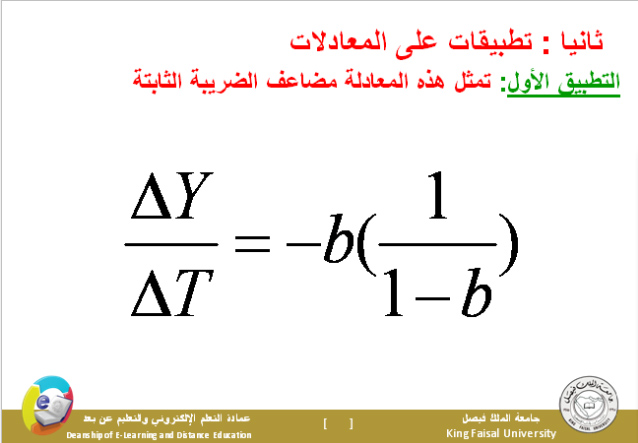 ثانيا : تطبيقات على المعادلات
التطبيق الأول: تمثل هذه المعادلة مضاعف الضريبة الثابتة
ΔY/ΔT = −b(1/(1 − b))
عمادة التعلم الإلكتروني والتعليم عن بعد
Deanship of E-Learning and Distance Education
[ ]
جامعة الملك فيصل
King Faisal University